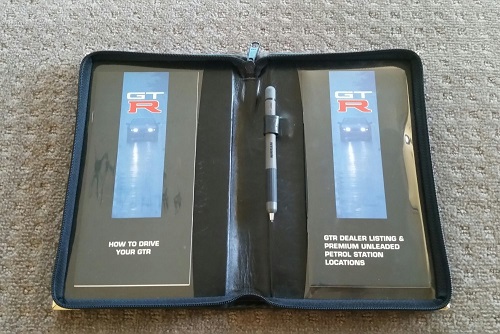 GT
R
HOW TO DRIVE
YOUR GTR
GT
R
GTR DEALER LISTING &
PREMIUM UNLEADED
PETROL STATION
LOCATIONS